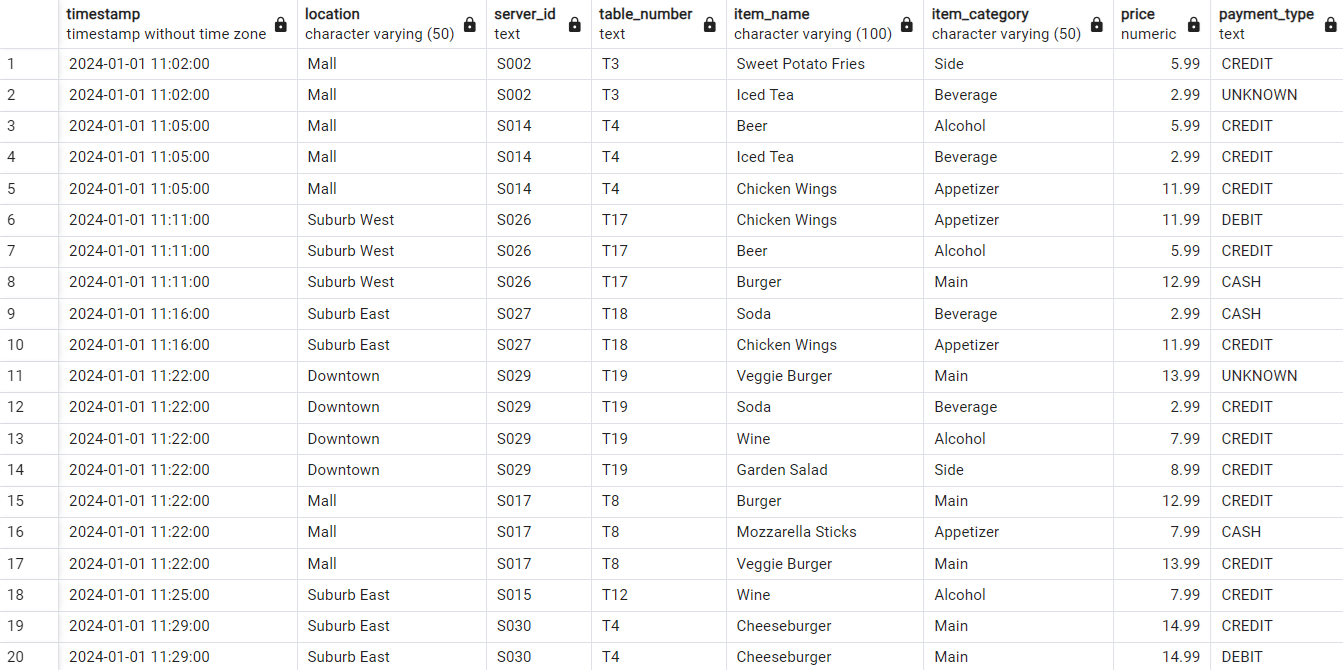 timestamp location server_id table_number item_name item_category price payment_type
timestamp without time zone character varying (50) text text character varying (100) character varying (50) numeric text
1 2024-01-01 11:02:00 Mall S002 T3 Sweet Potato Fries Side 5.99 CREDIT
2 2024-01-01 11:02:00 Mall S002 T3 Iced Tea Beverage 2.99 UNKNOWN
3 2024-01-01 11:05:00 Mall S014 T4 Beer Alcohol 5.99 CREDIT
4 2024-01-01 11:05:00 Mall S014 T4 Iced Tea Beverage 2.99 CREDIT
5 2024-01-01 11:05:00 Mall S014 T4 Chicken Wings Appetizer 11.99 CREDIT
6 2024-01-01 11:11:00 Suburb West S026 T17 Chicken Wings Appetizer 11.99 DEBIT
7 2024-01-01 11:11:00 Suburb West S026 T17 Beer Alcohol 5.99 CREDIT
8 2024-01-01 11:11:00 Suburb West S026 T17 Burger Main 12.99 CASH
9 2024-01-01 11:16:00 Suburb East S027 T18 Soda Beverage 2.99 CASH
10 2024-01-01 11:16:00 Suburb East S027 T18 Chicken Wings Appetizer 11.99 CREDIT
11 2024-01-01 11:22:00 Downtown S029 T19 Veggie Burger Main 13.99 UNKNOWN
12 2024-01-01 11:22:00 Downtown S029 T19 Soda Beverage 2.99 CREDIT
13 2024-01-01 11:22:00 Downtown S029 T19 Wine Alcohol 7.99 CREDIT
14 2024-01-01 11:22:00 Downtown S029 T19 Garden Salad Side 8.99 CREDIT
15 2024-01-01 11:22:00 Mall S017 T8 Burger Main 12.99 CREDIT
16 2024-01-01 11:22:00 Mall S017 T8 Mozzarella Sticks Appetizer 7.99 CASH
17 2024-01-01 11:22:00 Mall S017 T8 Veggie Burger Main 13.99 CREDIT
18 2024-01-01 11:25:00 Suburb East S015 T12 Wine Alcohol 7.99 CREDIT
19 2024-01-01 11:29:00 Suburb East S030 T4 Cheeseburger Main 14.99 CREDIT
20 2024-01-01 11:29:00 Suburb East S030 T4 Cheeseburger Main 14.99 DEBIT